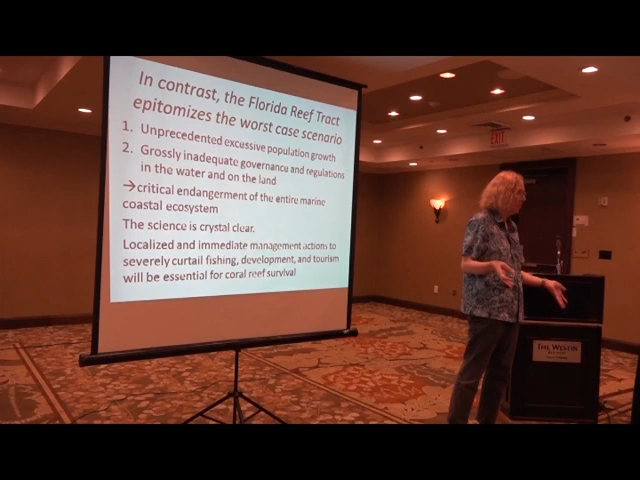 In contrast, the Florida Reef Tract
epitomizes the worst case scenario
1. Unprecedented excessive population growth
2. Grossly inadequate governance and regulations
in the water and on the land
→critical endangerment of the entire marine
coastal ecosystem
The science is crystal clear.
Localized and immediate management actions to
severely curtail fishing, development, and tourism
will be essential for coral reef survival
EXIT
THE WESTIN